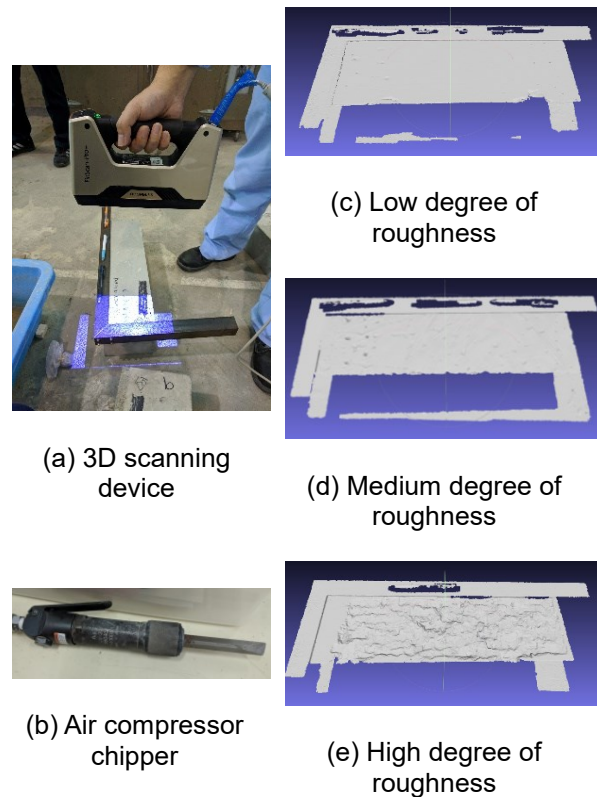 (a) 3D scanning
device
(b) Air compressor
chipper
(c) Low degree of
roughness
(d) Medium degree of
roughness
(e) High degree of
roughness